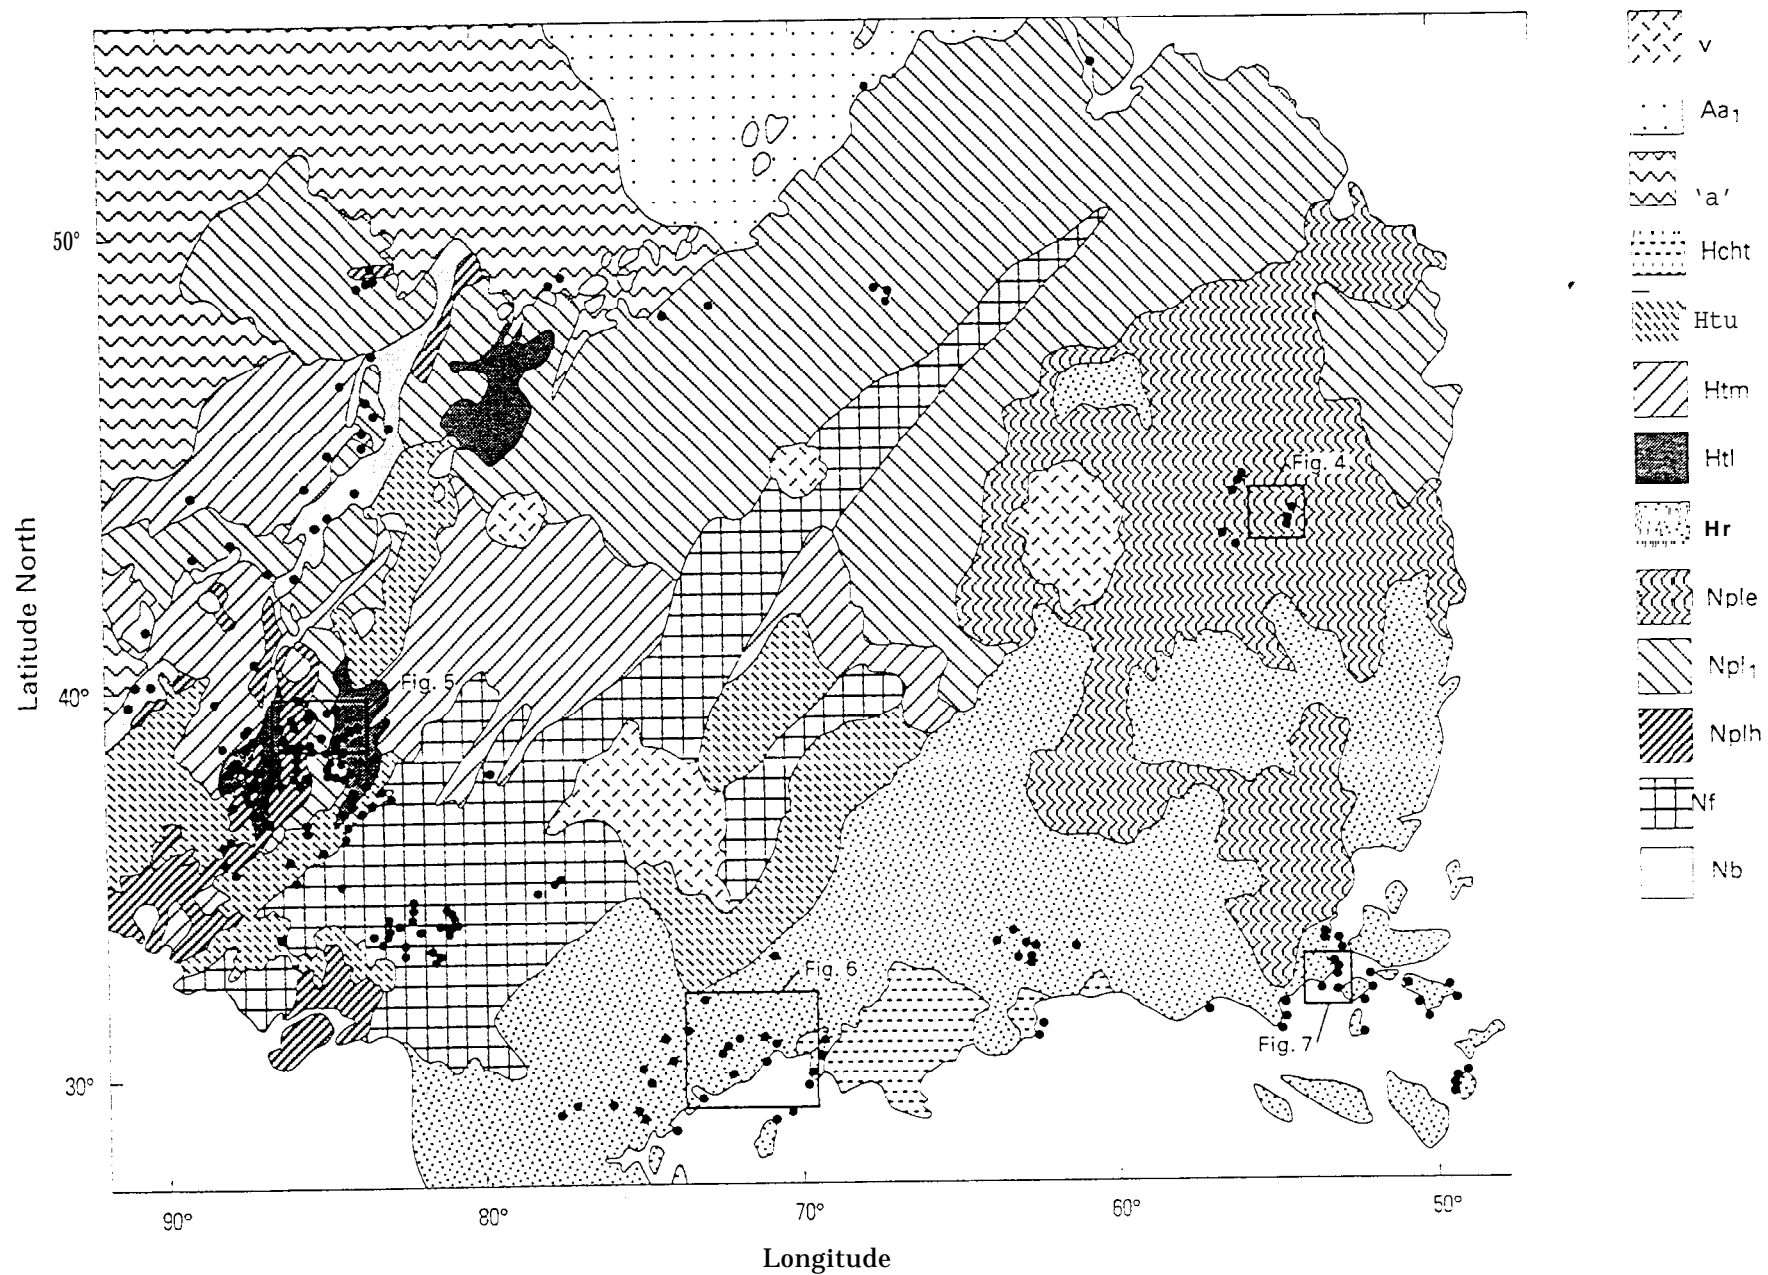 v
Aa1
'a'
Hcht
Htu
Htm
Htl
Hr
Nple
Npl1
Nplh
Nf
Nb
50°
40°
30°
Latitude North
Fig. 4
Fig. 5
Fig. 6
Fig. 7
90° 80° 70° 60° 50°
Longitude